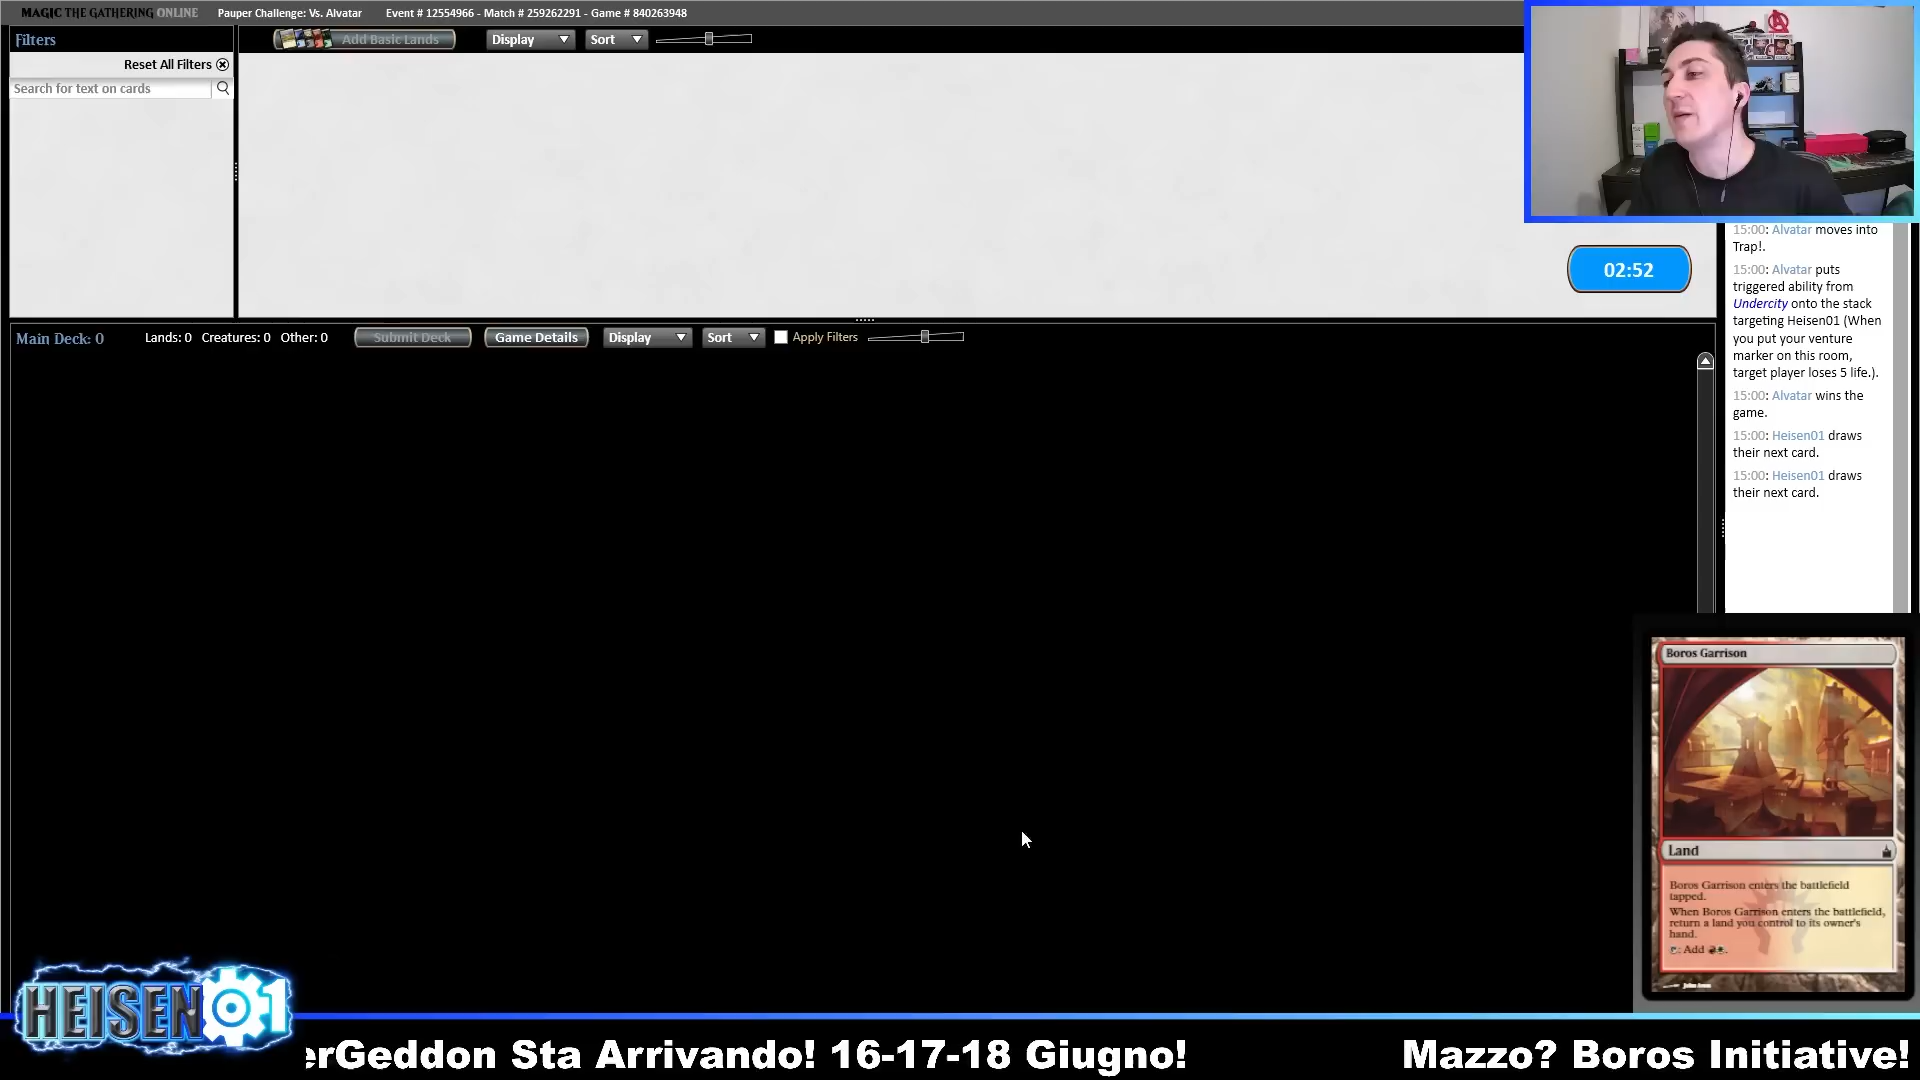 MAGIC THE GATHERING ONLINE Pauper Challenge: Vs. Alvatar Event # 12554966 - Match # 259262291 - Game # 840263948
Filters
Add Basic Lands Display Sort
Reset All Filters
Search for text on cards
02:52
15:00: Alvatar moves into
Trap!.
15:00: Alvatar puts
triggered ability from
Undercity onto the stack
targeting Heisen01 (When
you put your venture
marker on this room,
target player loses 5 life.).
15:00: Alvatar wins the
game.
15:00: Heisen01 draws
their next card.
15:00: Heisen01 draws
their next card.
Main Deck: 0 Lands: 0 Creatures: 0 Other: 0 Submit Deck Game Details Display Sort Apply Filters
Boros Garrison
Land
Boros Garrison enters the battlefield
tapped.
When Boros Garrison enters the battlefield,
return a land you control to its owner's
hand.
: Add
HEISEN01
erGeddon Sta Arrivando! 16-17-18 Giugno! Mazzo? Boros Initiative!